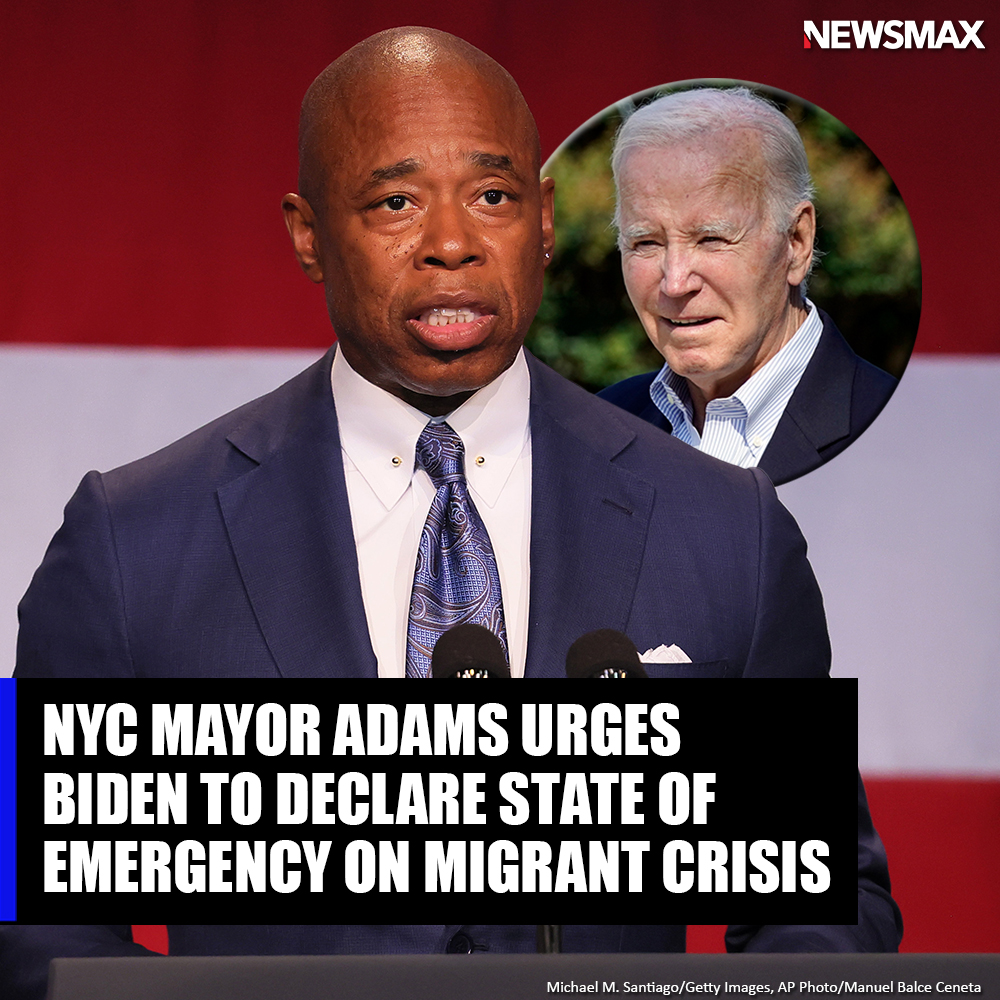 NEWSMAX
NYC MAYOR ADAMS URGES
BIDEN TO DECLARE STATE OF
EMERGENCY ON MIGRANT CRISIS
Michael M. Santiago/Getty Images, AP Photo/Manuel Balce Ceneta